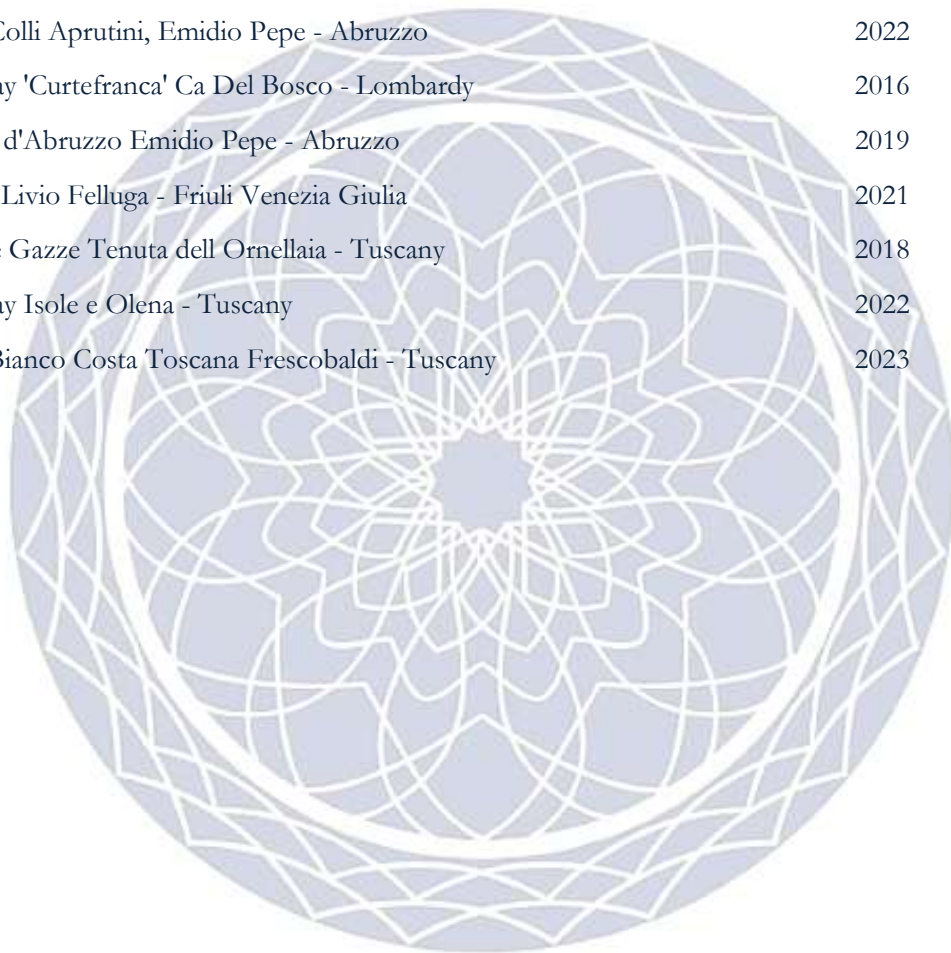 Colli Aprutini, Emidio Pepe - Abruzzo 2022
'Curtefranca' Ca Del Bosco - Lombardy 2016
d'Abruzzo Emidio Pepe - Abruzzo 2019
Livio Felluga - Friuli Venezia Giulia 2021
Gazze Tenuta dell Ornellaia - Tuscany 2018
Isole e Olena - Tuscany 2022
Bianco Costa Toscana Frescobaldi - Tuscany 2023